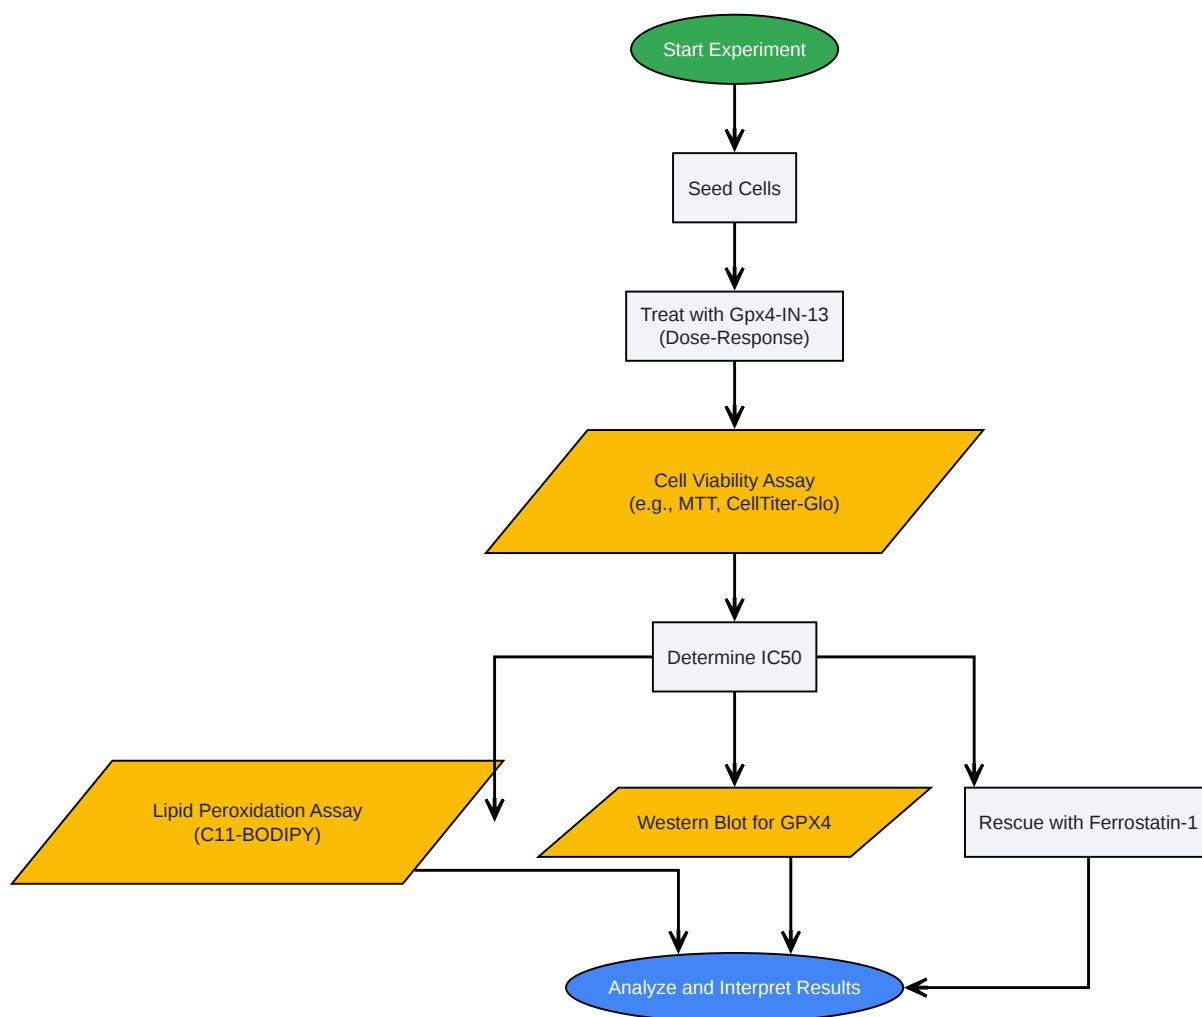 Start Experiment
Seed Cells
Treat with Gpx4-IN-13
(Dose-Response)
Cell Viability Assay
(e.g., MTT, CellTiter-Glo)
Determine IC50
Lipid Peroxidation Assay
(C11-BODIPY)
Western Blot for GPX4
Rescue with Ferrostatin-1
Analyze and Interpret Results